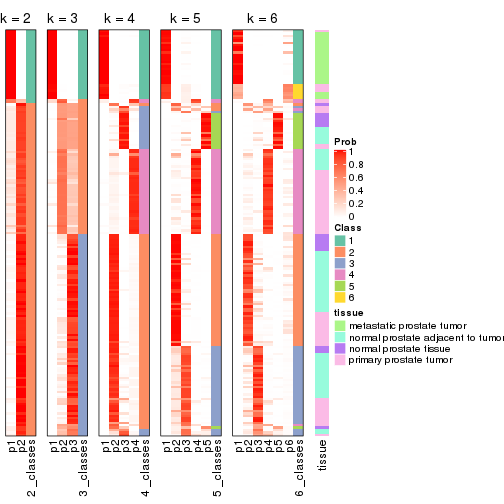 k = 2
k = 3
k = 4
k = 5
k = 6
Prob
1
0.8
0.6
0.4
0.2
0
Class
1
2
3
4
5
6
tissue
metastatic prostate tumor
normal prostate adjacent to tumor
normal prostate tissue
primary prostate tumor
p1
p2
2_classes
p1
p2
p3
3_classes
p1
p2
p3
p4
4_classes
p1
p2
p3
p4
p5
5_classes
p1
p2
p3
p4
p5
p6
6_classes
tissue